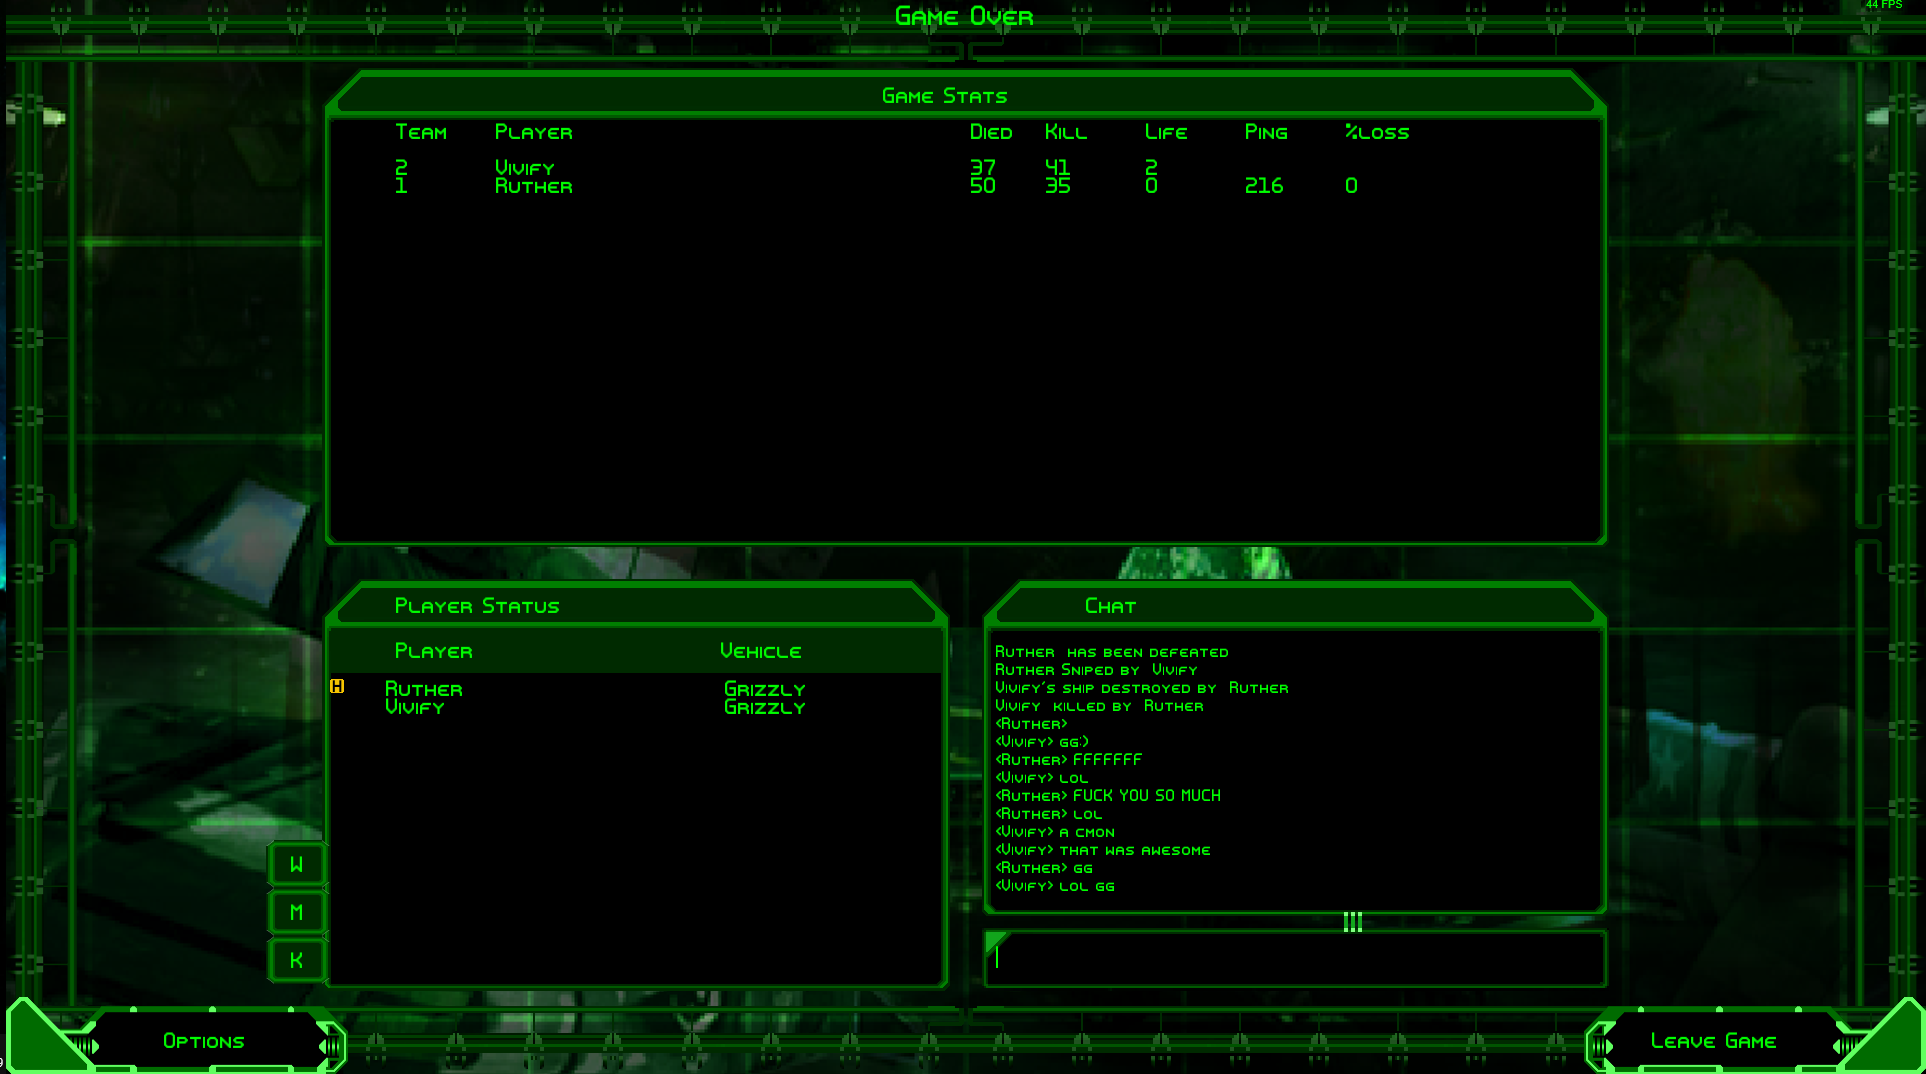 Game Over
44 FPS
Game Stats
Team Player Died Kill Life Ping %loss
2 Vivify 37 41 2
1 Ruther 50 35 0 216 0
Player Status
Player Vehicle
H Ruther Grizzly
Vivify Grizzly
W
M
K
Chat
Ruther has been defeated
Ruther Sniped by Vivify
Vivify's ship destroyed by Ruther
Vivify killed by Ruther
<Ruther>
<Vivify> gg:)
<Ruther> FFFFFFF
<Vivify> lol
<Ruther> FUCK YOU SO MUCH
<Ruther> lol
<Vivify> a cmon
<Vivify> that was awesome
<Ruther> gg
<Vivify> lol gg
Options
Leave Game